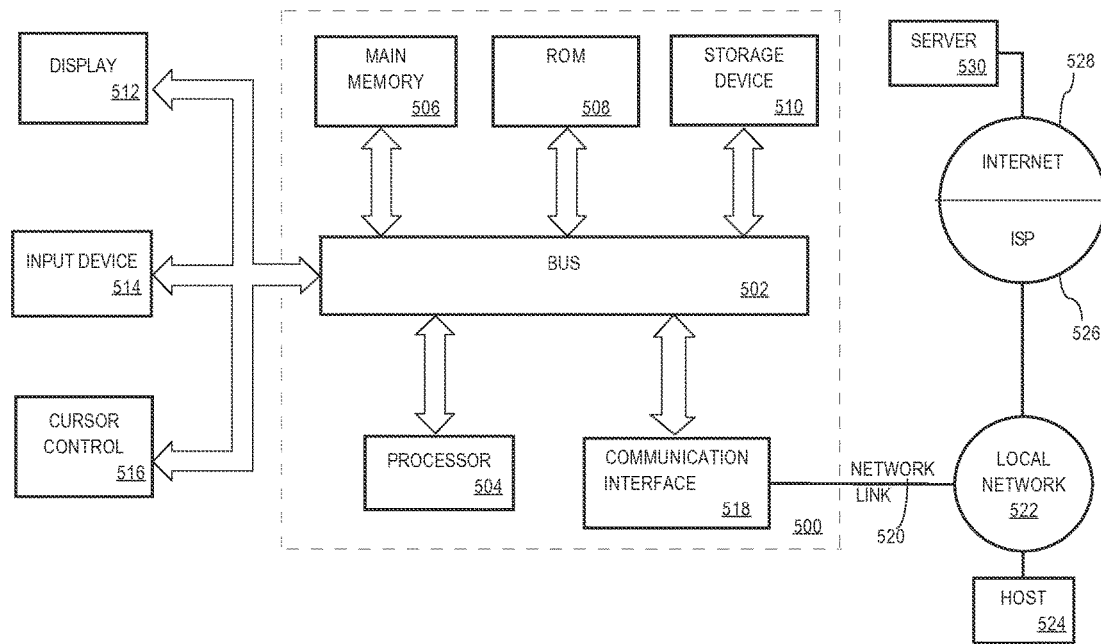 DISPLAY
512
INPUT DEVICE
514
CURSOR
CONTROL
516
MAIN
MEMORY
506
ROM
508
STORAGE
DEVICE
510
BUS
502
PROCESSOR
504
COMMUNICATION
INTERFACE
518
500
SERVER
530
528
INTERNET
ISP
526
NETWORK
LINK
520
LOCAL
NETWORK
522
HOST
524